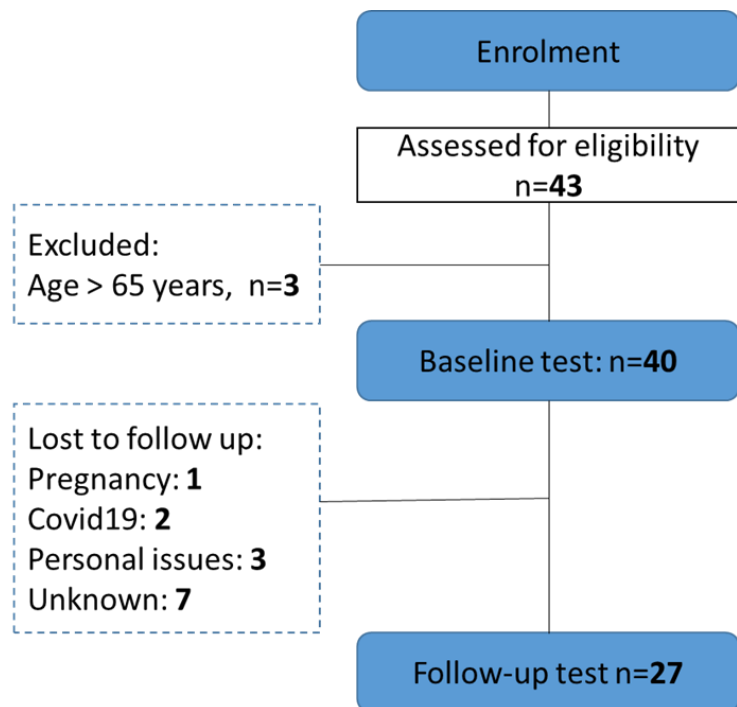 Enrolment
Assessed for eligibility
n=43
Excluded:
Age > 65 years,  n=3
Baseline test: n=40
Lost to follow up:
Pregnancy: 1
Covid19: 2
Personal issues: 3
Unknown: 7
Follow-up test n=27